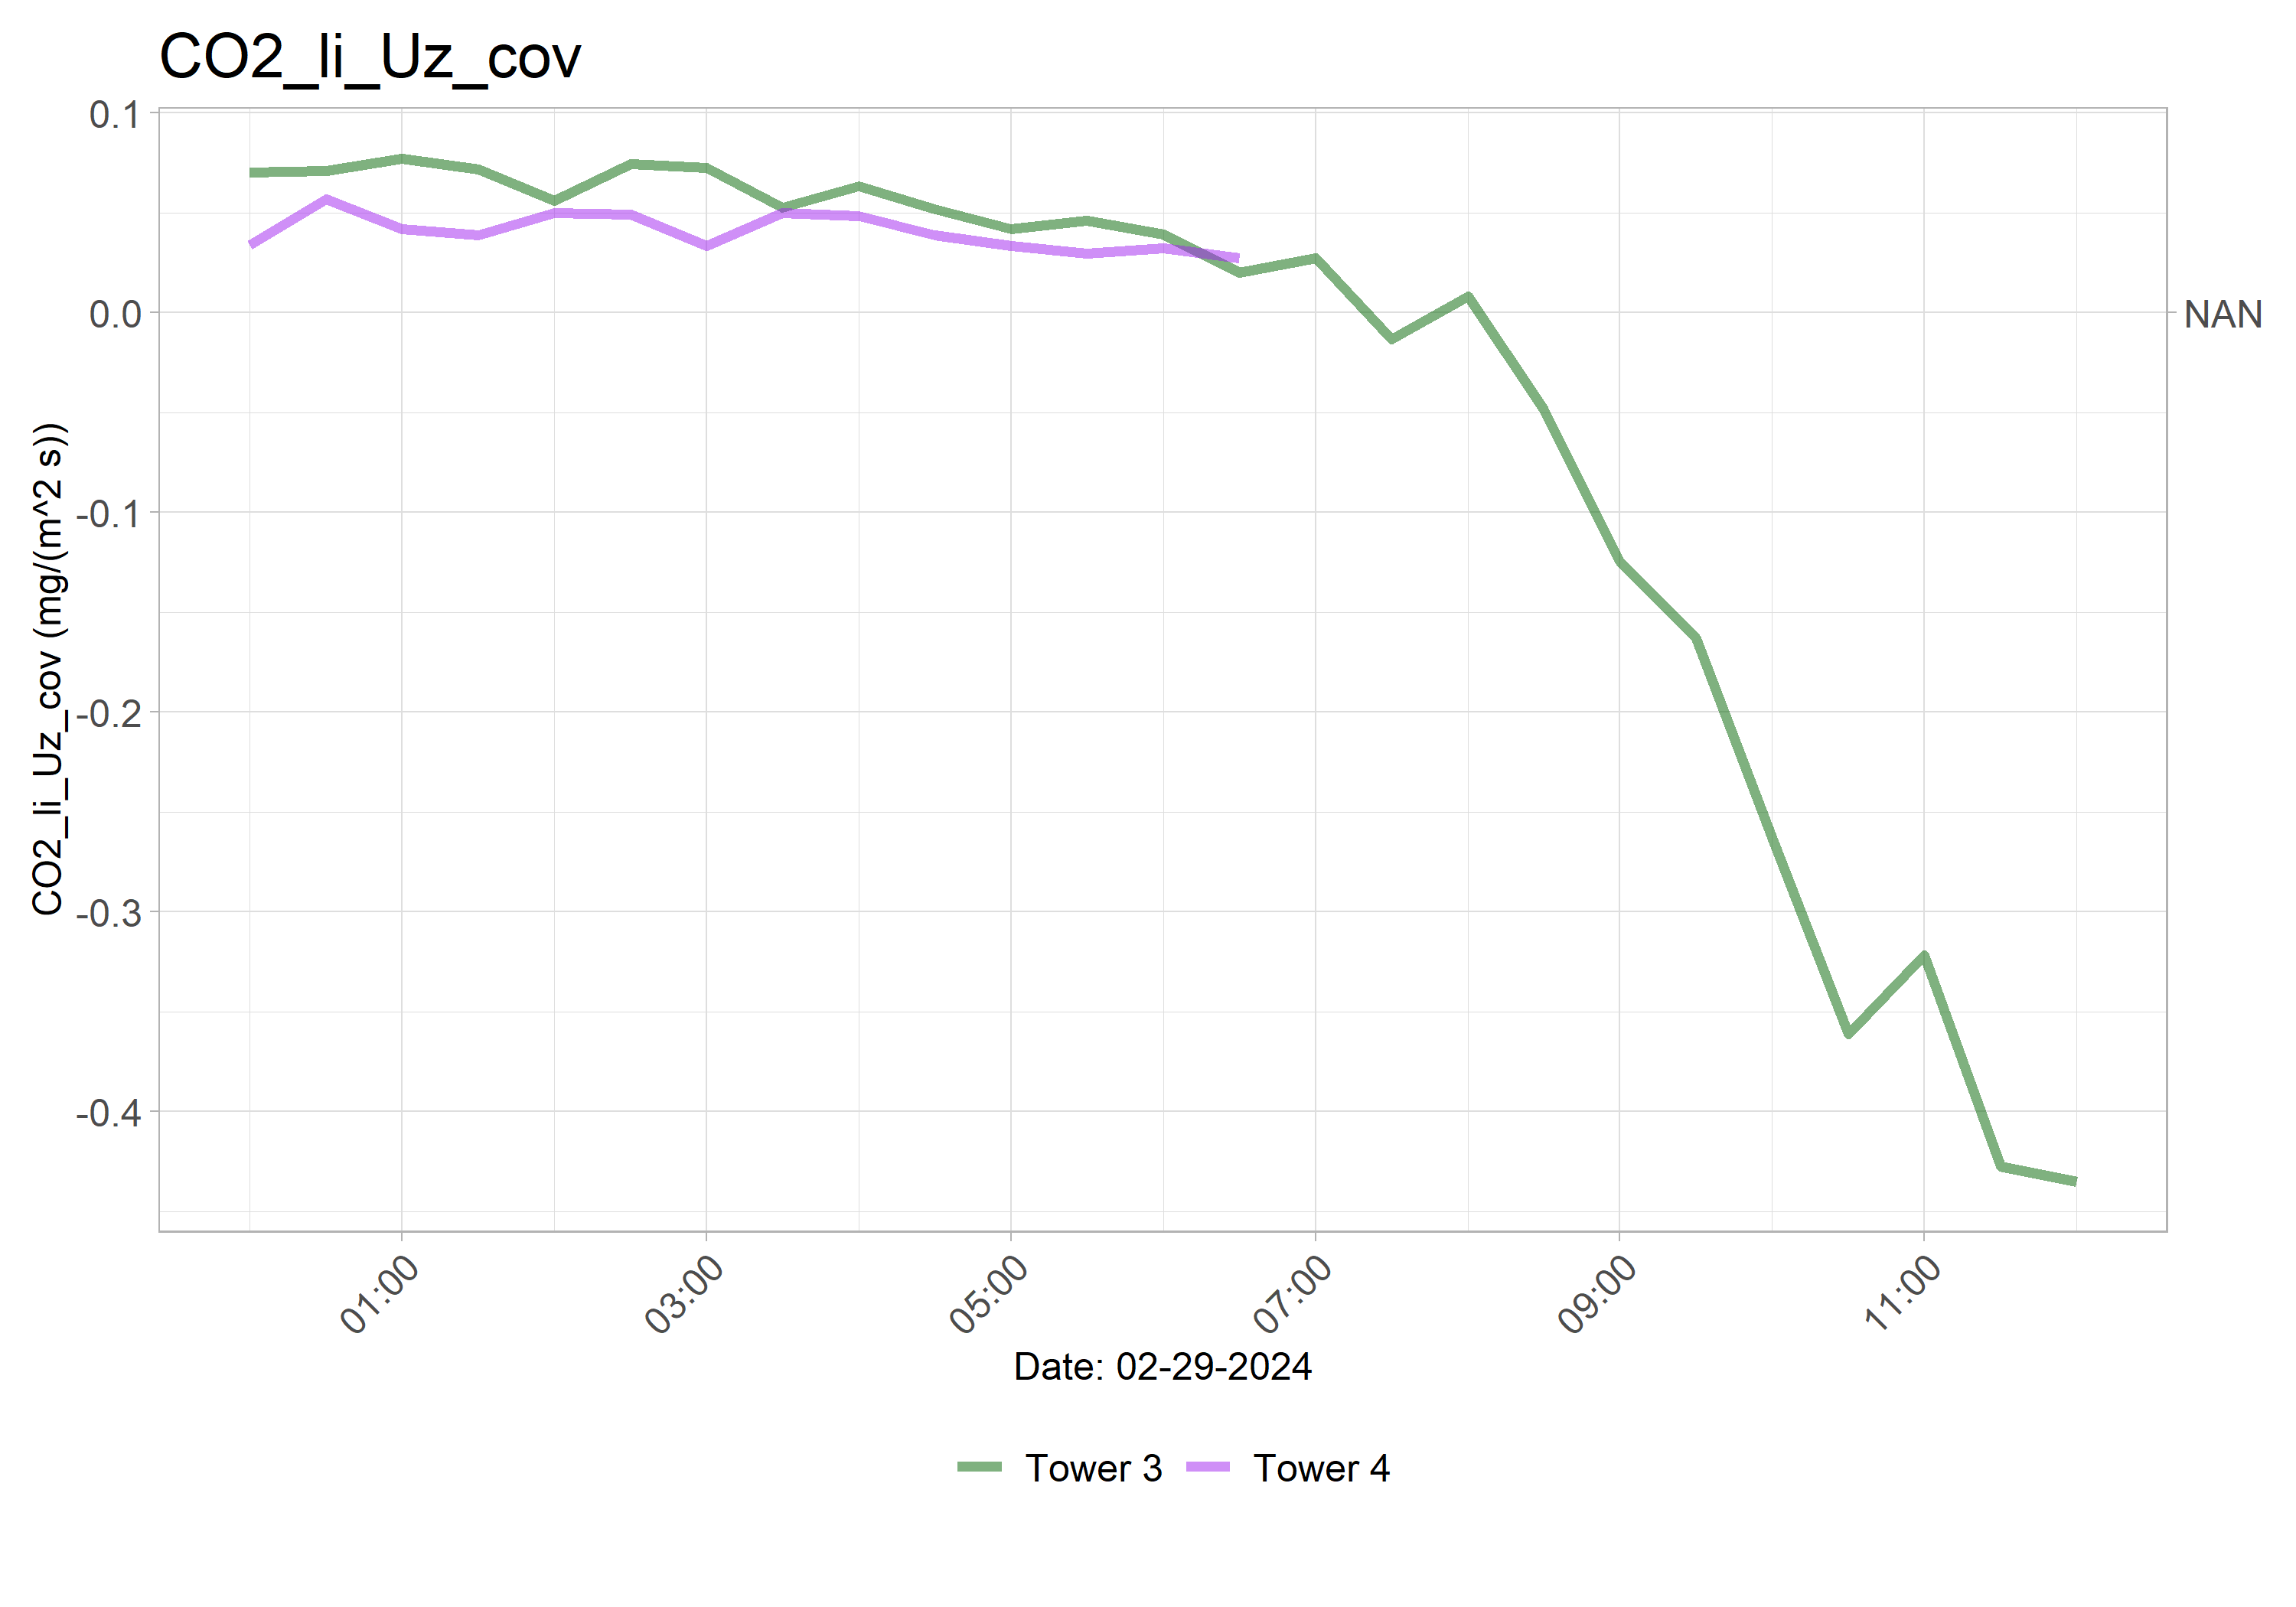 CO2_li_Uz_cov
CO2_li_Uz_cov (mg/(m^2 s))
0.1
0.0
-0.1
-0.2
-0.3
-0.4
NAN
01:00
03:00
05:00
07:00
09:00
11:00
Date: 02-29-2024
Tower 3
Tower 4